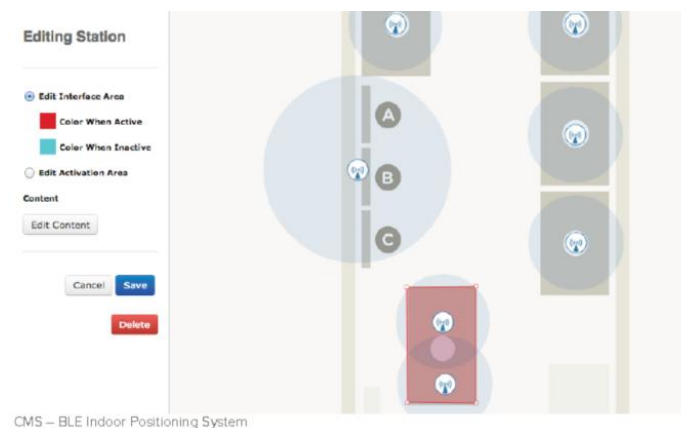 Editing Station
Edit Interface Area
Color When Active
Color When Inactive
Edit Activation Area
Content
Edit Content
Cancel
Save
Delete
A
B
C
CMS – BLE Indoor Positioning System